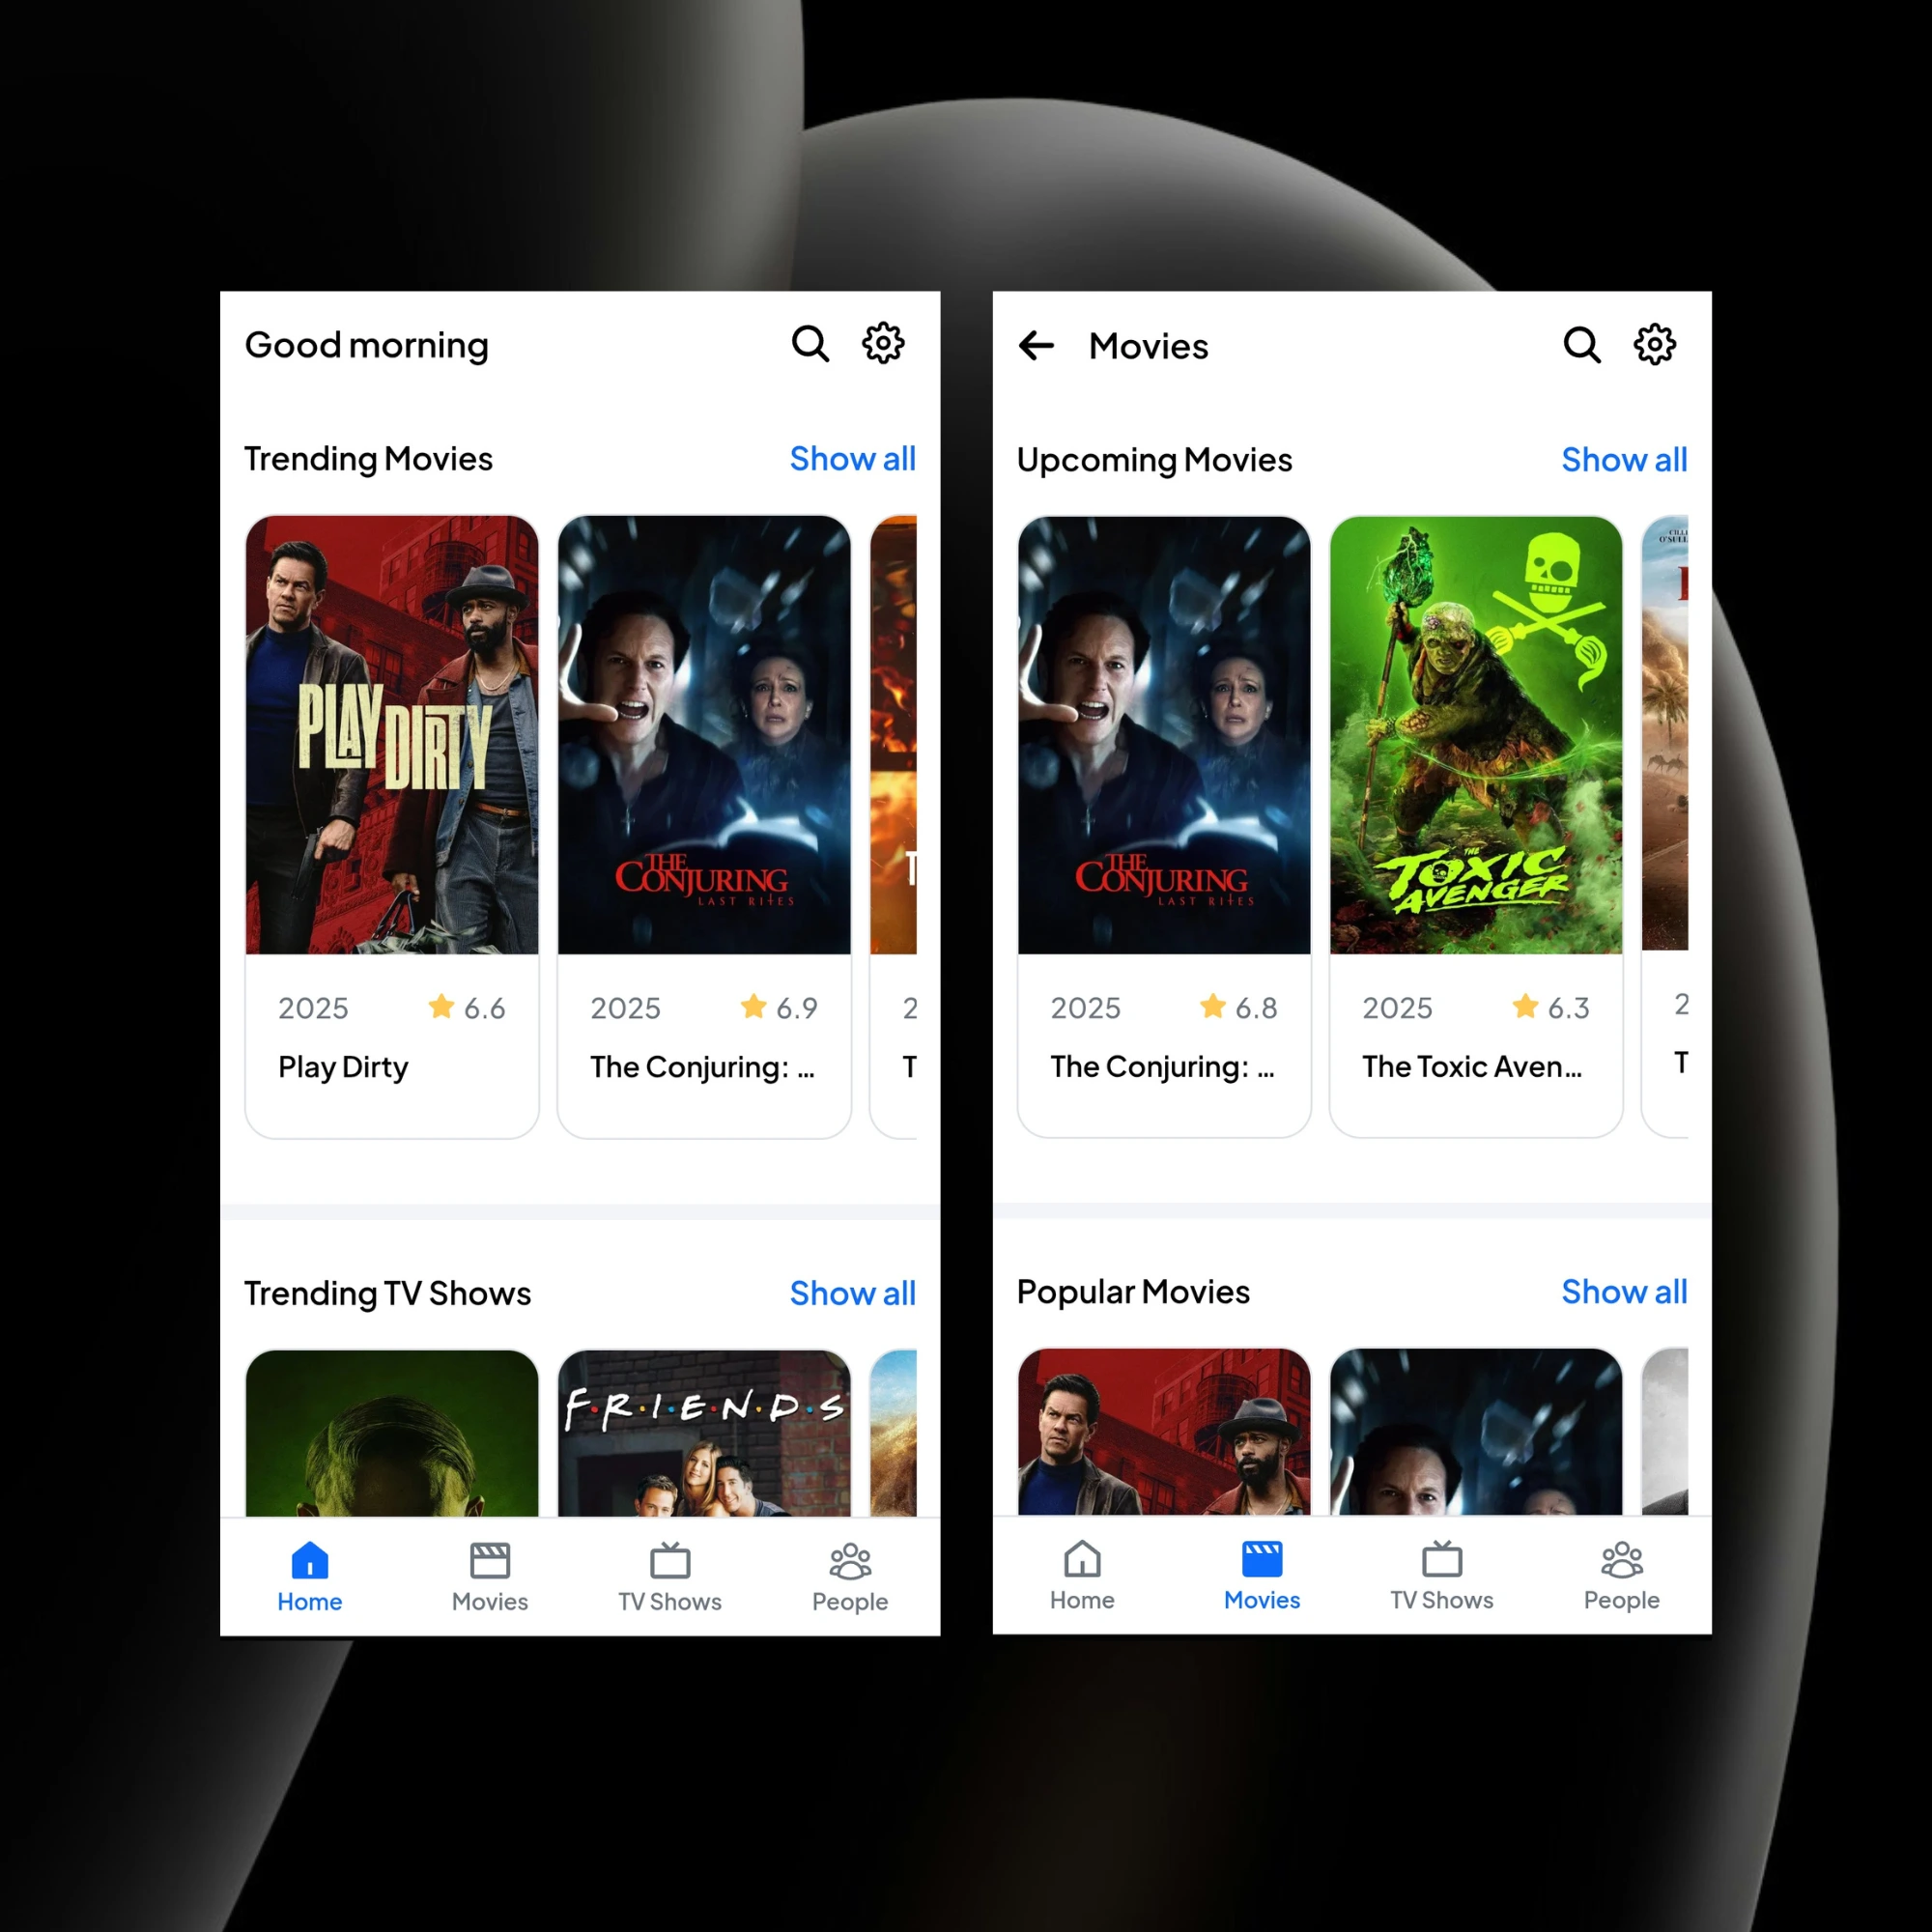 Good morning
Trending Movies
Show all
PLAY DIRTY
THE
CONJURING
LAST RITES
T
2025
6.6
2025
6.9
2
Play Dirty
The Conjuring: ...
T
Trending TV Shows
Show all
F·R·I·E·N·D·S
Home
Movies
TV Shows
People
Movies
Upcoming Movies
Show all
THE
CONJURING
LAST RITES
THE
TOXIC
AVENGER
2025
6.8
2025
6.3
2
The Conjuring: ...
The Toxic Aven...
T
Popular Movies
Show all
Home
Movies
TV Shows
People